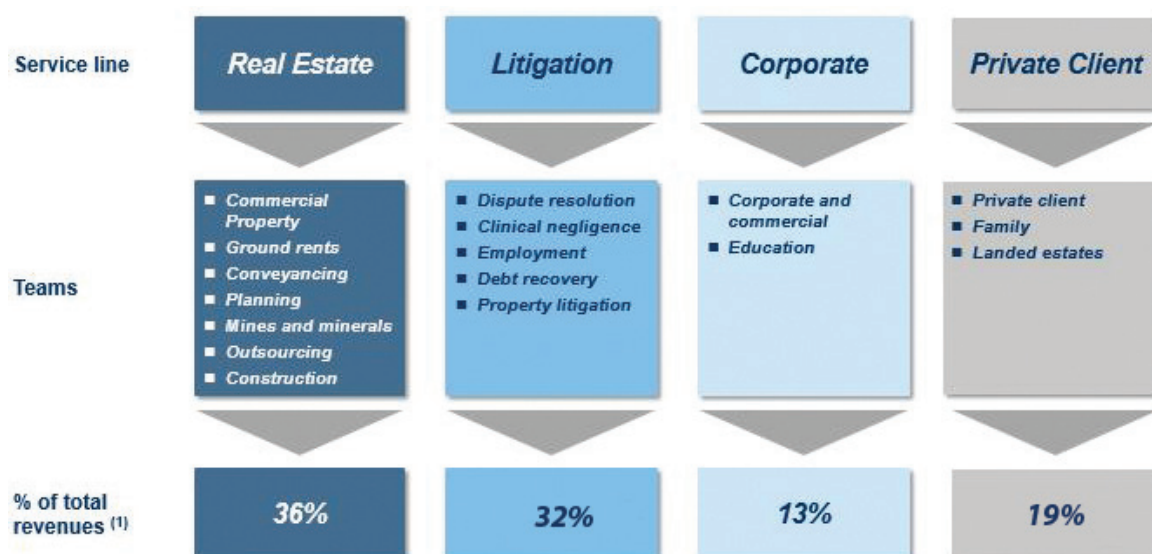 Service line
Real Estate
Litigation
Corporate
Private Client
Teams
Commercial
Property
Ground rents
Conveyancing
Planning
Mines and minerals
Outsourcing
Construction
Dispute resolution
Clinical negligence
Employment
Debt recovery
Property litigation
Corporate and
commercial
Education
Private client
Family
Landed estates
% of total
revenues (1)
36%
32%
13%
19%